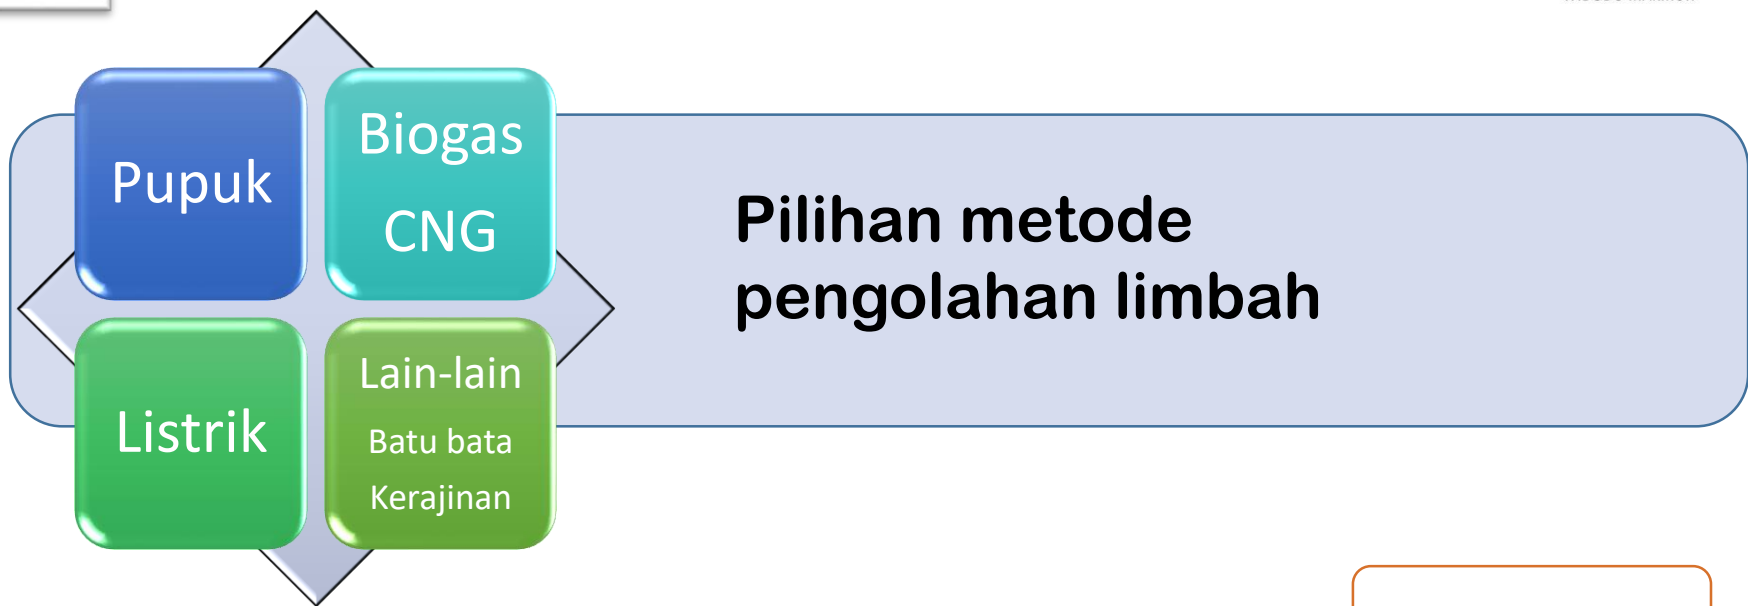 Pupuk
Biogas
CNG
Pilihan metode
pengolahan limbah
Listrik
Lain-lain
Batu bata
Kerajinan